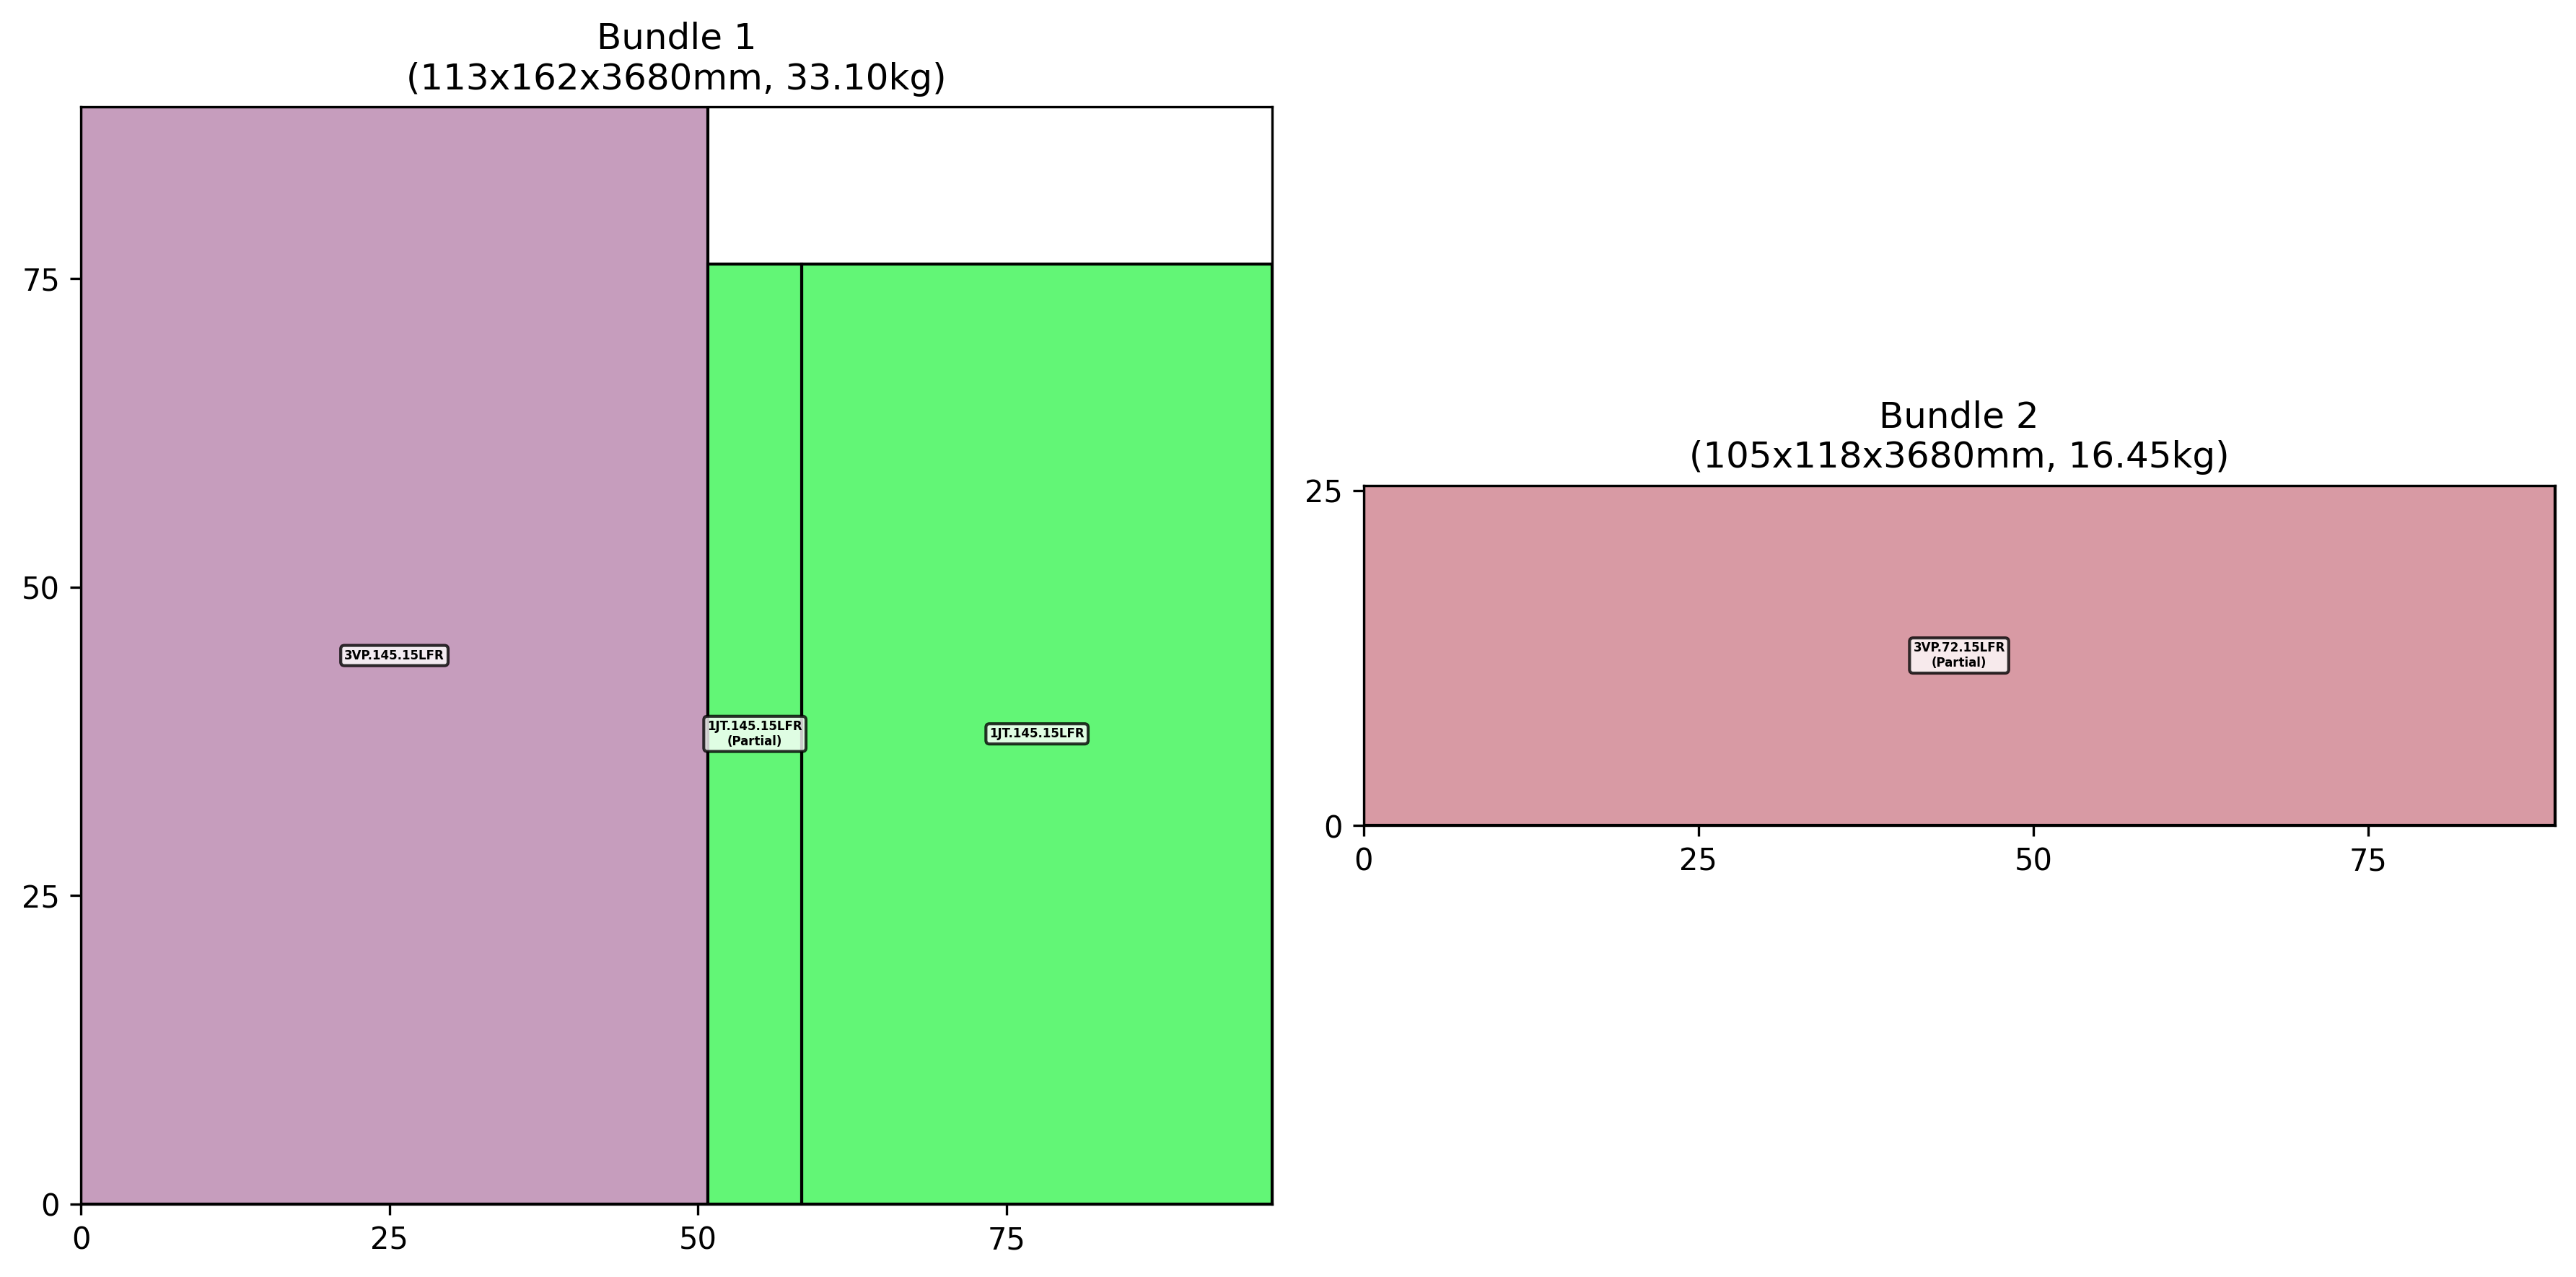 Bundle 1
(113x162x3680mm, 33.10kg)
75
50
25
0
0 25 50 75
3VP.145.15LFR
1JT.145.15LFR
(Partial)
1JT.145.15LFR
Bundle 2
(105x118x3680mm, 16.45kg)
25
0
0 25 50 75
3VP.72.15LFR
(Partial)